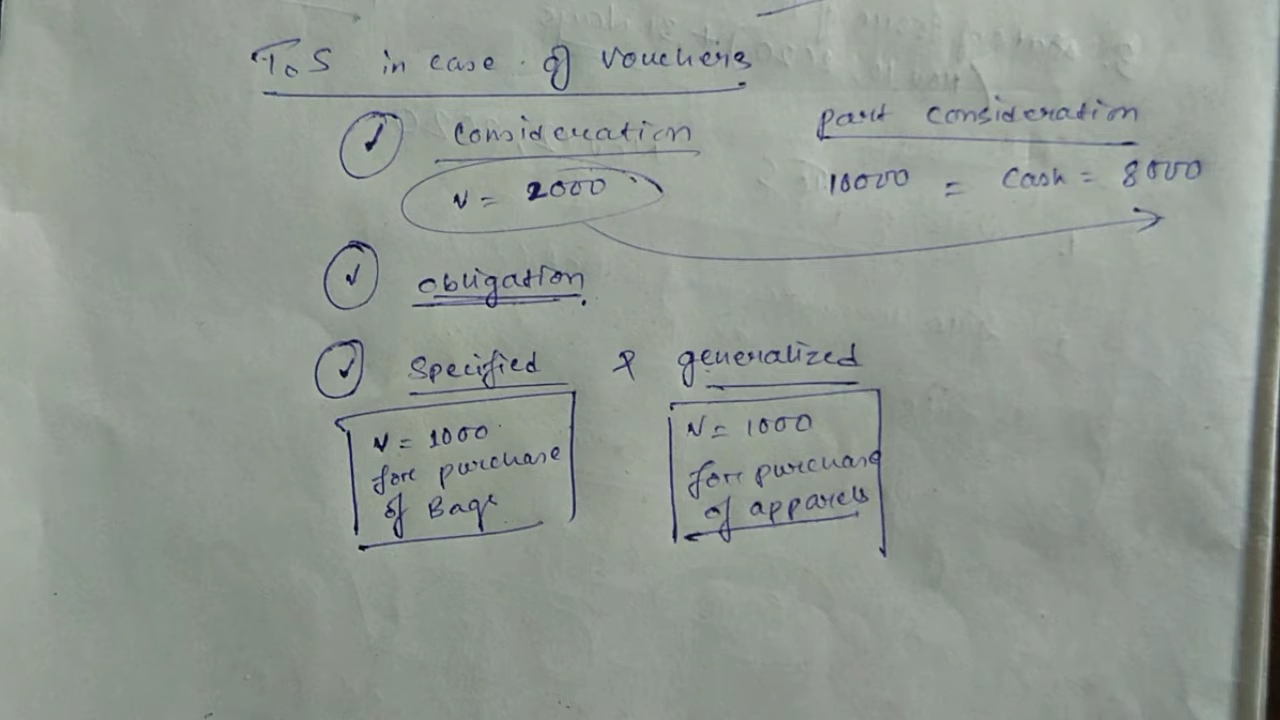 ToS in case of Vouchers
Consideration
V = 2000
part consideration
10000 = Cash = 8000
obligation.
Specified & generalized
V = 1000
for purchase
of Bags
V = 1000
for purchase
of apparels